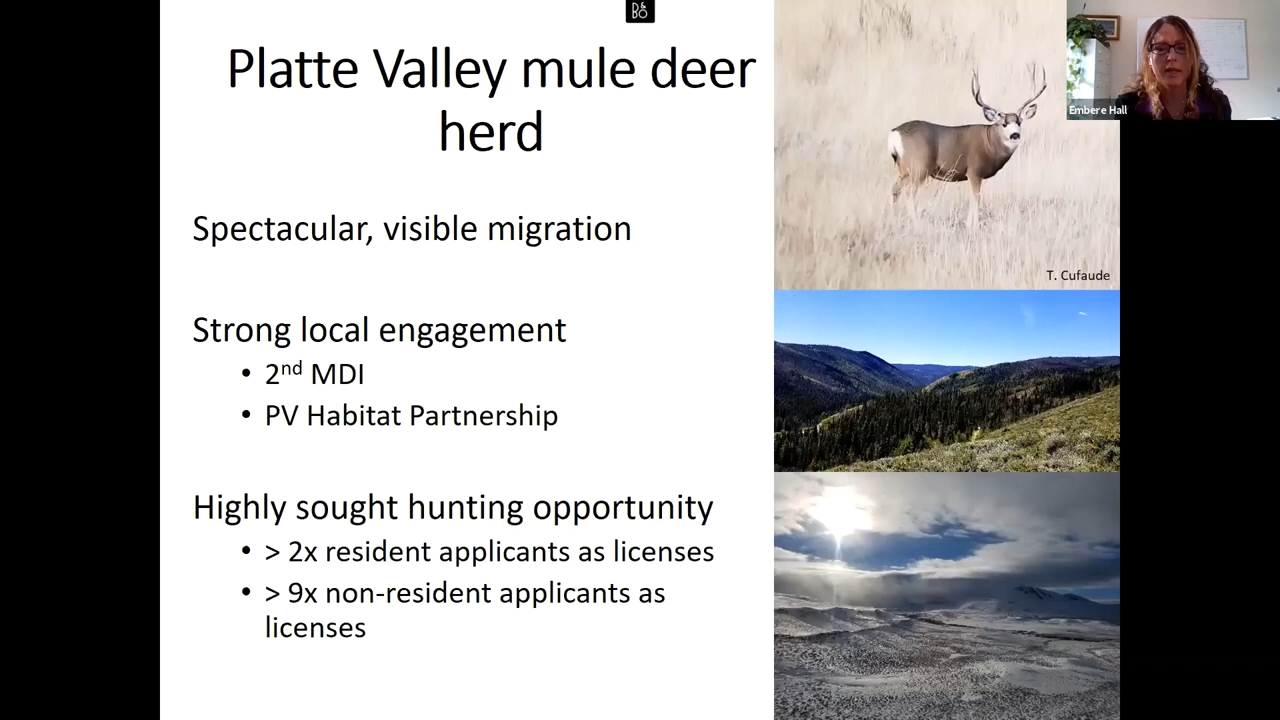 D&
BO
Platte Valley mule deer
herd
Spectacular, visible migration
Strong local engagement
• 2nd MDI
• PV Habitat Partnership
Highly sought hunting opportunity
• > 2x resident applicants as licenses
• > 9x non-resident applicants as
licenses
T. Cufaude
Embere Hall